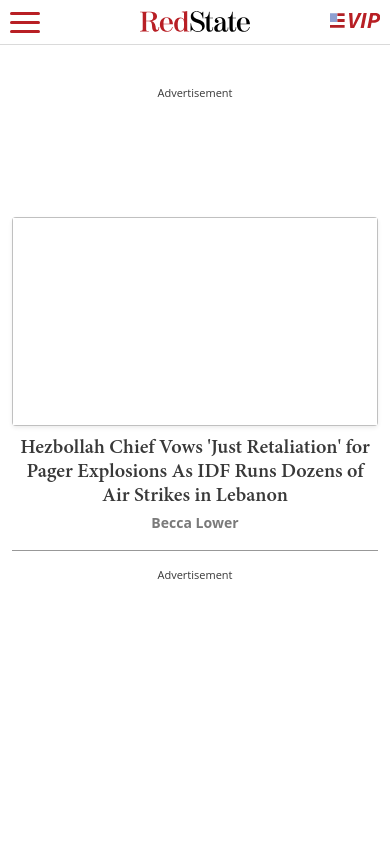 RedState
VIP
Advertisement
Hezbollah Chief Vows 'Just Retaliation' for
Pager Explosions As IDF Runs Dozens of
Air Strikes in Lebanon
Becca Lower
Advertisement